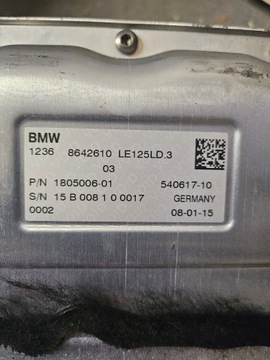 BMW
1236 8642610 LE125LD.3
03
P/N 1805006-01 540617-10
S/N 15 B 008 1 0 0017 GERMANY
0002 08-01-15